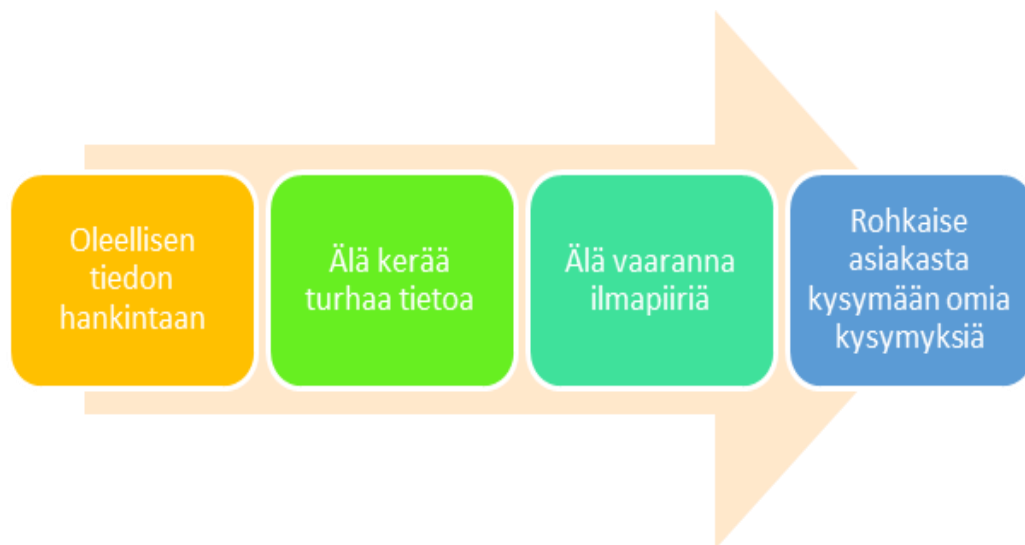 Oleellisen
tiedon
hankintaan
Älä kerää
turhaa tietoa
Älä vaaranna
ilmapiiriä
Rohkaise
asiakasta
kysymään omia
kysymyksiä